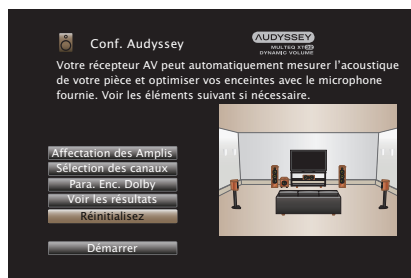 Conf. Audyssey
AUDYSSEY
MULTEQ XT32
DYNAMIC VOLUME
Votre récepteur AV peut automatiquement mesurer l'acoustique
de votre pièce et optimiser vos enceintes avec le microphone
fournie. Voir les éléments suivant si nécessaire.
Affectation des Amplis
Sélection des canaux
Para. Enc. Dolby
Voir les résultats
Réinitialisez
Démarrer